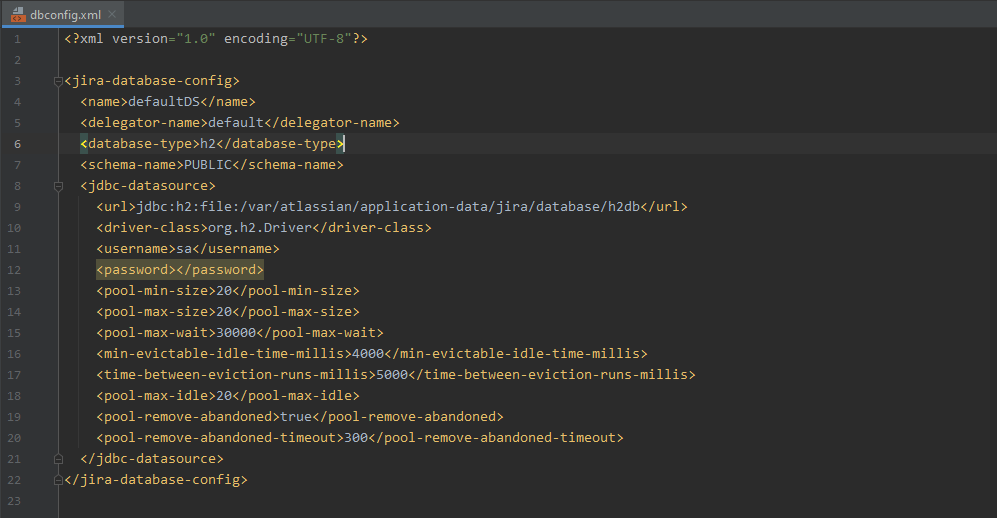 dbconfig.xml
1 <?xml version="1.0" encoding="UTF-8"?>
2
3 <jira-database-config>
4   <name>defaultDS</name>
5   <delegator-name>default</delegator-name>
6   <database-type>h2</database-type>
7   <schema-name>PUBLIC</schema-name>
8   <jdbc-datasource>
9     <url>jdbc:h2:file:/var/atlassian/application-data/jira/database/h2db</url>
10     <driver-class>org.h2.Driver</driver-class>
11     <username>sa</username>
12     <password></password>
13     <pool-min-size>20</pool-min-size>
14     <pool-max-size>20</pool-max-size>
15     <pool-max-wait>30000</pool-max-wait>
16     <min-evictable-idle-time-millis>4000</min-evictable-idle-time-millis>
17     <time-between-eviction-runs-millis>5000</time-between-eviction-runs-millis>
18     <pool-max-idle>20</pool-max-idle>
19     <pool-remove-abandoned>true</pool-remove-abandoned>
20     <pool-remove-abandoned-timeout>300</pool-remove-abandoned-timeout>
21   </jdbc-datasource>
22 </jira-database-config>
23